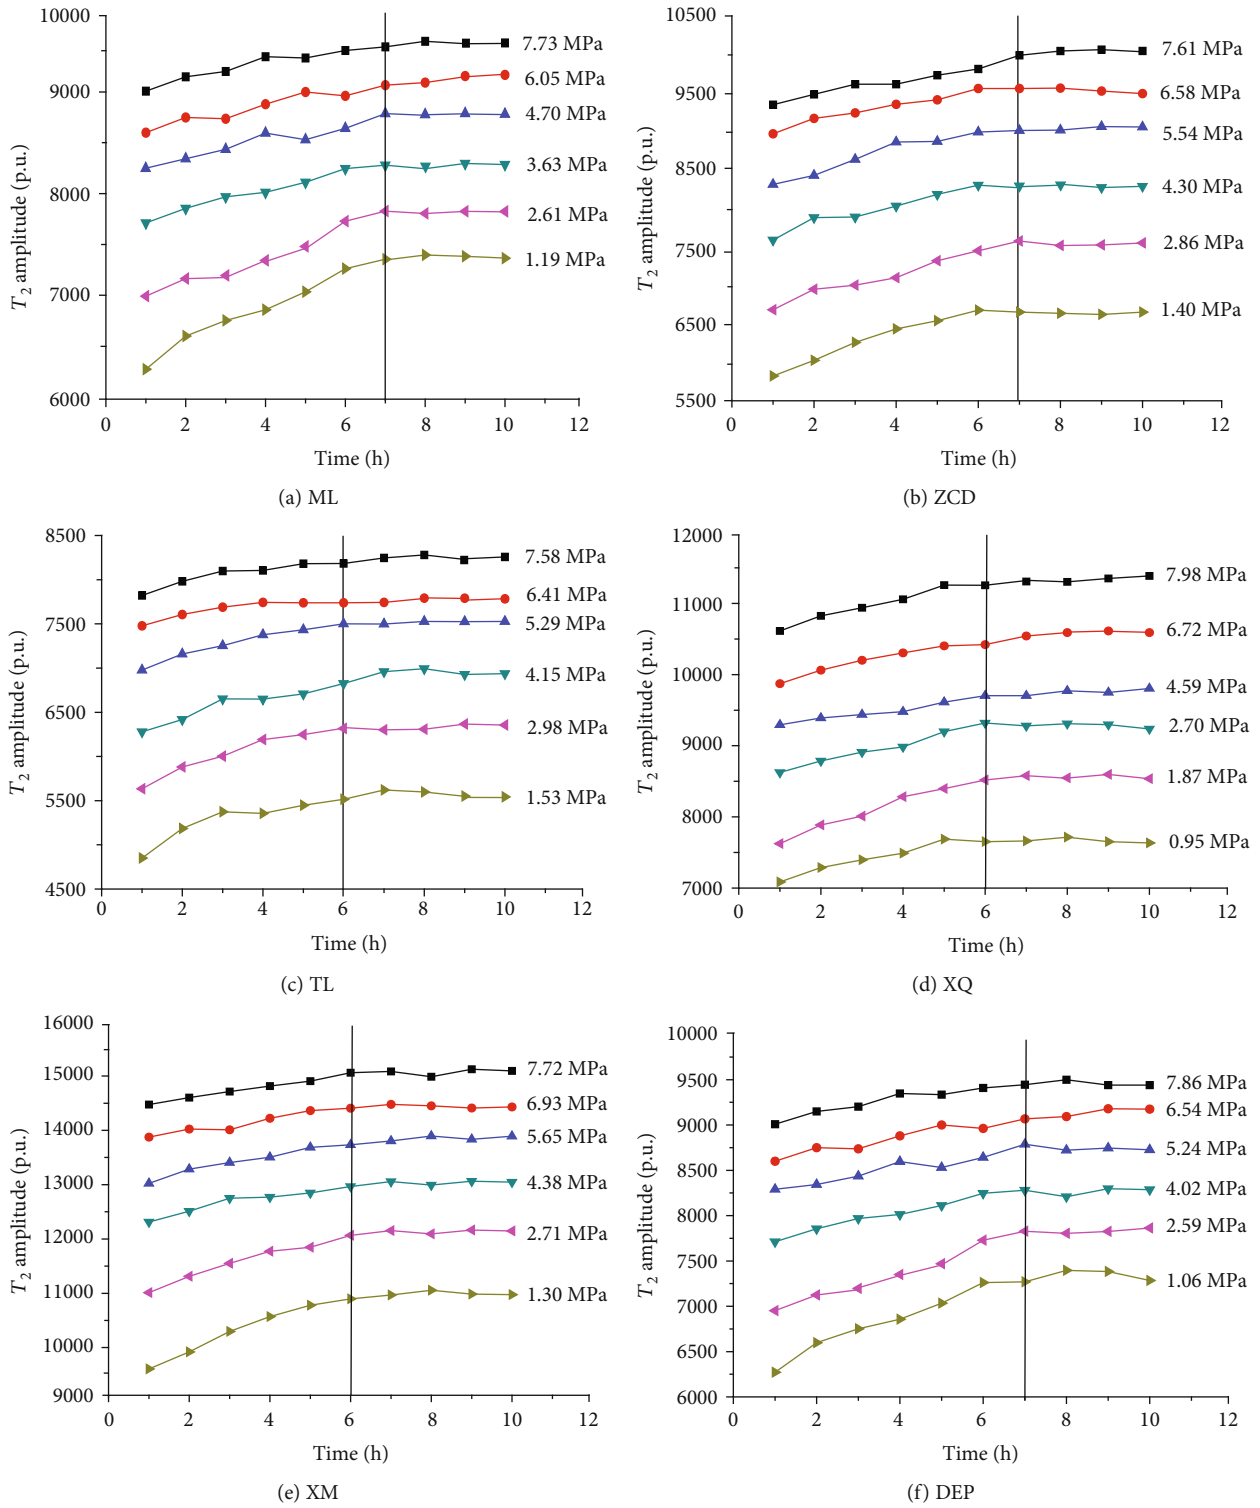 10000
9000
8000
7000
6000
T2 amplitude (p.u.)
7.73 MPa
6.05 MPa
4.70 MPa
3.63 MPa
2.61 MPa
1.19 MPa
0 2 4 6 8 10 12
Time (h)
(a) ML
10500
9500
8500
7500
6500
5500
T2 amplitude (p.u.)
7.61 MPa
6.58 MPa
5.54 MPa
4.30 MPa
2.86 MPa
1.40 MPa
0 2 4 6 8 10 12
Time (h)
(b) ZCD
8500
7500
6500
5500
4500
T2 amplitude (p.u.)
7.58 MPa
6.41 MPa
5.29 MPa
4.15 MPa
2.98 MPa
1.53 MPa
0 2 4 6 8 10 12
Time (h)
(c) TL
12000
11000
10000
9000
8000
7000
T2 amplitude (p.u.)
7.98 MPa
6.72 MPa
4.59 MPa
2.70 MPa
1.87 MPa
0.95 MPa
0 2 4 6 8 10 12
Time (h)
(d) XQ
16000
15000
14000
13000
12000
11000
10000
9000
T2 amplitude (p.u.)
7.72 MPa
6.93 MPa
5.65 MPa
4.38 MPa
2.71 MPa
1.30 MPa
0 2 4 6 8 10 12
Time (h)
(e) XM
10000
9500
9000
8500
8000
7500
7000
6500
6000
T2 amplitude (p.u.)
7.86 MPa
6.54 MPa
5.24 MPa
4.02 MPa
2.59 MPa
1.06 MPa
0 2 4 6 8 10 12
Time (h)
(f) DEP